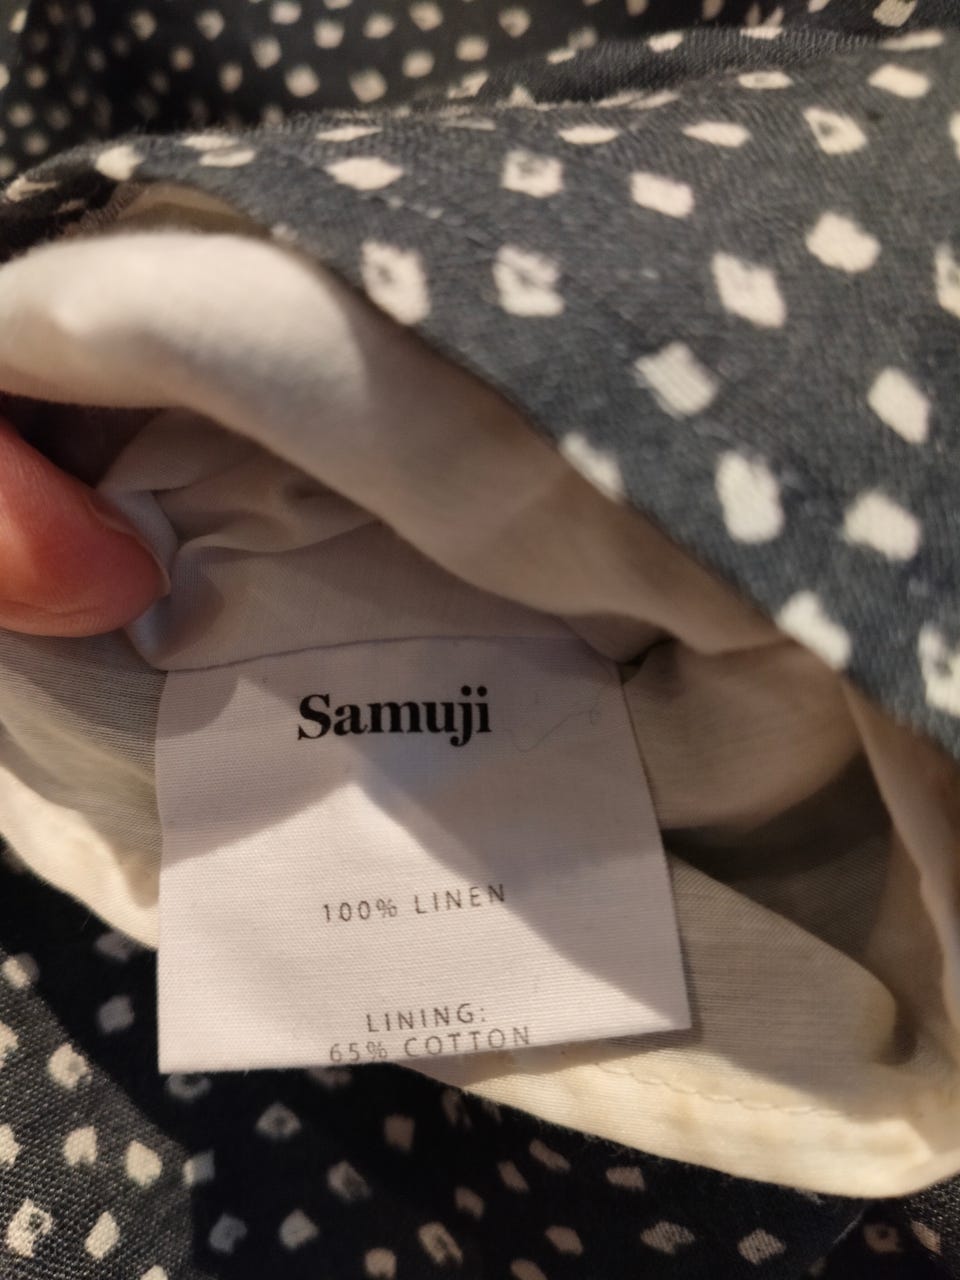 Samuji
100% LINEN
LINING:
65% COTTON